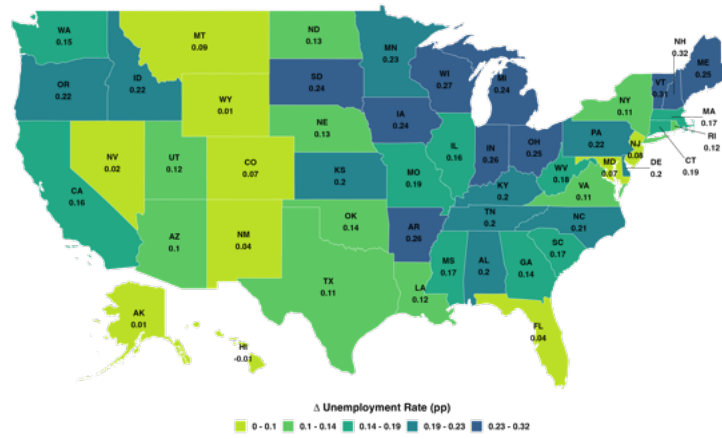 WA
0.15
MT
0.09
ND
0.13
MN
0.23
NH
0.32
ME
0.25
VT
0.31
OR
0.22
ID
0.22
SD
0.24
WI
0.27
MI
0.24
NY
0.11
MA
0.17
RI
0.12
CT
0.19
WY
0.01
IA
0.24
NE
0.13
PA
0.22
NJ
0.08
NV
0.02
UT
0.12
CO
0.07
IL
0.16
IN
0.26
OH
0.25
MD
0.07
DE
0.2
CA
0.16
KS
0.2
MO
0.19
WV
0.18
KY
0.2
VA
0.11
AZ
0.1
NM
0.04
OK
0.14
AR
0.26
TN
0.2
NC
0.21
SC
0.17
TX
0.11
LA
0.12
MS
0.17
AL
0.2
GA
0.14
AK
0.01
HI
-0.01
FL
0.04
Δ Unemployment Rate (pp)
0 - 0.1 0.1 - 0.14 0.14 - 0.19 0.19 - 0.23 0.23 - 0.32